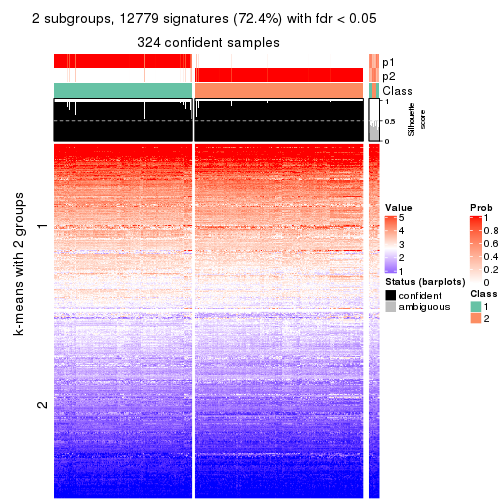 2 subgroups, 12779 signatures (72.4%) with fdr < 0.05
324 confident samples
p1
p2
Class
1
0.5
0
Silhouette
score
k-means with 2 groups
1
2
Value
5
4
3
2
1
Status (barplots)
confident
ambiguous
Prob
1
0.8
0.6
0.4
0.2
0
Class
1
2